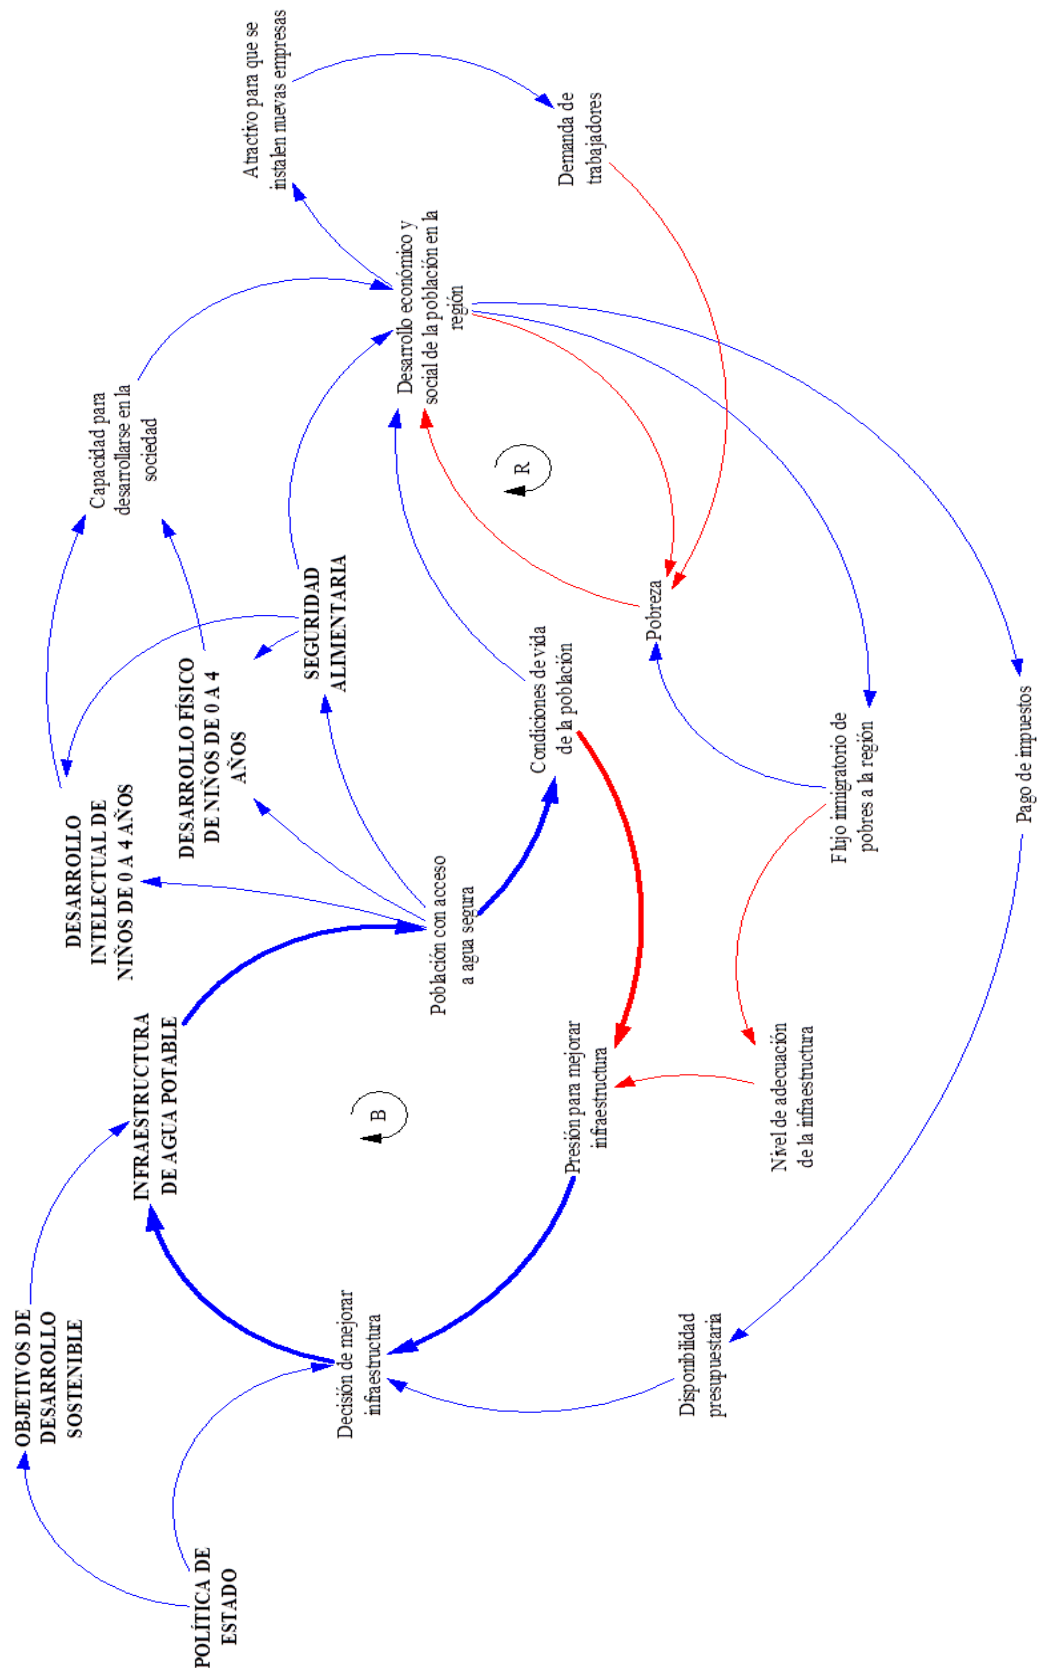 POLÍTICA DE
ESTADO
OBJETIVOS DE
DESARROLLO
SOSTENIBLE
Decisión de mejorar
infraestructura
Disponibilidad
presupuestaria
INFRAESTRUCTURA
DE AGUA POTABLE
B
Presión para mejorar
infraestructura
Nivel de adecuación
de la infraestructura
DESARROLLO
INTELECTUAL DE
NIÑOS DE 0 A 4 AÑOS
Población con acceso
a agua segura
DESARROLLO FÍSICO
DE NIÑOS DE 0 A 4
AÑOS
SEGURIDAD
ALIMENTARIA
Condiciones de vida
de la población
Flujo inmigratorio de
pobres a la región
Pago de impuestos
Pobreza
R
Capacidad para
desarrollarse en la
sociedad
Desarrollo económico y
social de la población en la
región
Atractivo para que se
instalen nuevas empresas
Demanda de
trabajadores